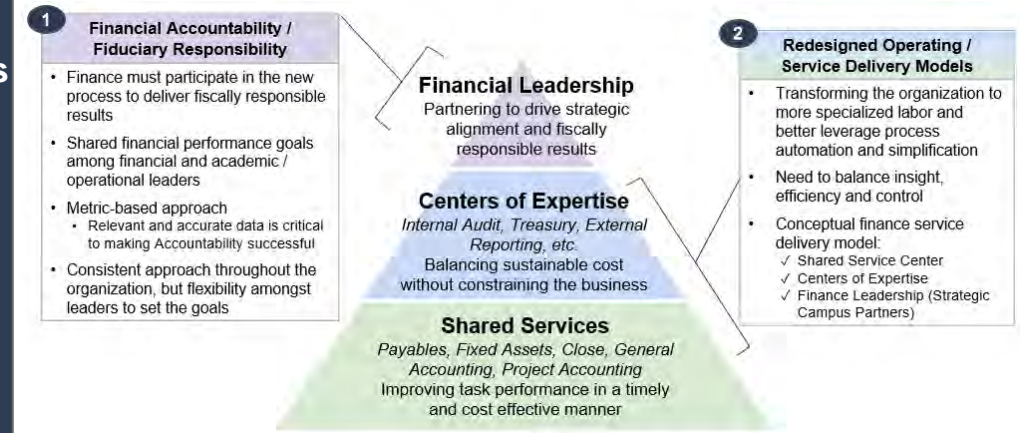 s
1
Financial Accountability /
Fiduciary Responsibility
• Finance must participate in the new
process to deliver fiscally responsible
results
• Shared financial performance goals
among financial and academic /
operational leaders
• Metric-based approach
• Relevant and accurate data is critical
to making Accountability successful
• Consistent approach throughout the
organization, but flexibility amongst
leaders to set the goals
Financial Leadership
Partnering to drive strategic
alignment and fiscally
responsible results
Centers of Expertise
Internal Audit, Treasury, External
Reporting, etc.
Balancing sustainable cost
without constraining the business
Shared Services
Payables, Fixed Assets, Close, General
Accounting, Project Accounting
Improving task performance in a timely
and cost effective manner
2
Redesigned Operating /
Service Delivery Models
• Transforming the organization to
more specialized labor and
better leverage process
automation and simplification
• Need to balance insight,
efficiency and control
• Conceptual finance service
delivery model:
✓ Shared Service Center
✓ Centers of Expertise
✓ Finance Leadership (Strategic
Campus Partners)